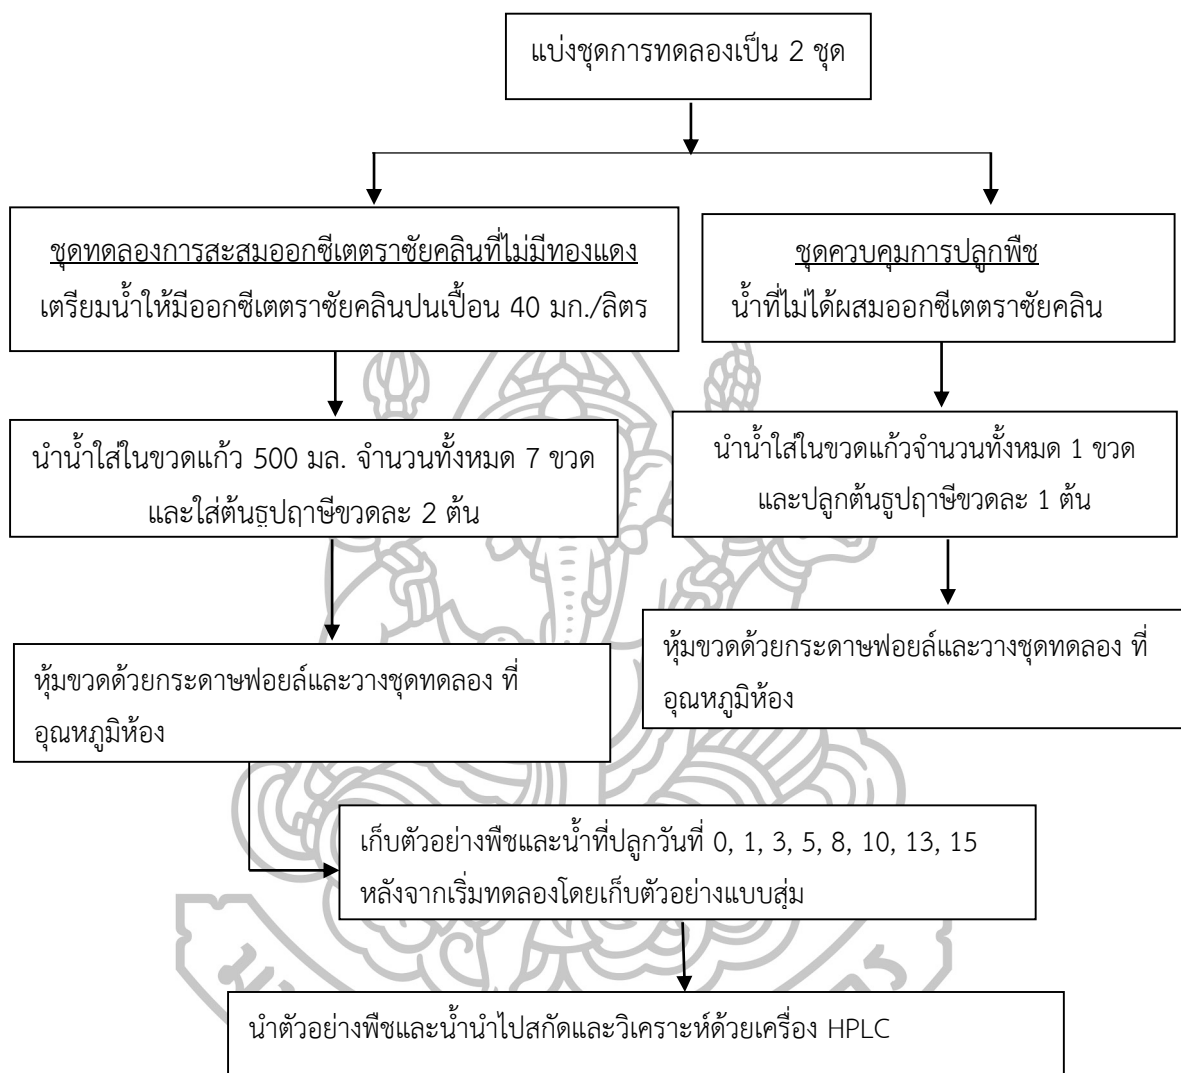 แบ่งชุดการทดลองเป็น 2 ชุด
ชุดทดลองการสะสมออกซีเตตราซัยคลินที่ไม่มีทองแดง
เตรียมน้ำให้มีออกซีเตตราซัยคลินปนเปื้อน 40 มก./ลิตร
ชุดควบคุมการปลูกพืช
น้ำที่ไม่ได้ผสมออกซีเตตราซัยคลิน
นำน้ำใส่ในขวดแก้ว 500 มล. จำนวนทั้งหมด 7 ขวด
และใส่ต้นธูปฤาษีขวดละ 2 ต้น
นำน้ำใส่ในขวดแก้วจำนวนทั้งหมด 1 ขวด
และปลูกต้นธูปฤาษีขวดละ 1 ต้น
หุ้มขวดด้วยกระดาษฟอยล์และวางชุดทดลอง ที่
อุณหภูมิห้อง
หุ้มขวดด้วยกระดาษฟอยล์และวางชุดทดลอง ที่
อุณหภูมิห้อง
เก็บตัวอย่างพืชและน้ำที่ปลูกวันที่ 0, 1, 3, 5, 8, 10, 13, 15
หลังจากเริ่มทดลองโดยเก็บตัวอย่างแบบสุ่ม
นำตัวอย่างพืชและน้ำนำไปสกัดและวิเคราะห์ด้วยเครื่อง HPLC